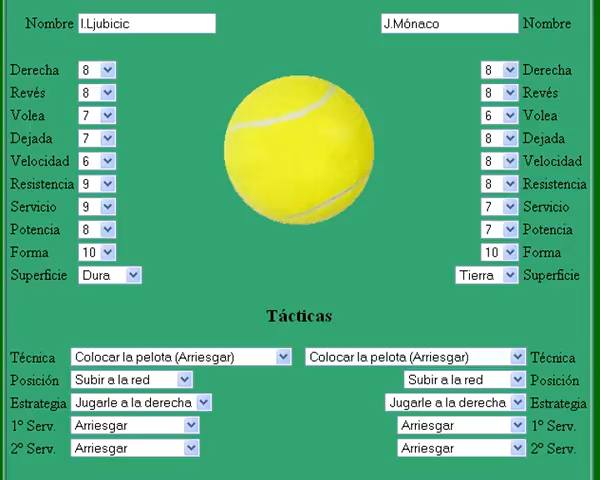 Nombre I.Ljubicic J.Mónaco Nombre
Derecha 8 8 Derecha
Revés 8 8 Revés
Volea 7 6 Volea
Dejada 7 8 Dejada
Velocidad 6 8 Velocidad
Resistencia 9 8 Resistencia
Servicio 9 7 Servicio
Potencia 8 7 Potencia
Forma 10 10 Forma
Superficie Dura Tierra Superficie
Tácticas
Técnica Colocar la pelota (Arriesgar) Colocar la pelota (Arriesgar) Técnica
Posición Subir a la red Subir a la red Posición
Estrategia Jugarle a la derecha Jugarle a la derecha Estrategia
1º Serv. Arriesgar Arriesgar 1º Serv.
2º Serv. Arriesgar Arriesgar 2º Serv.